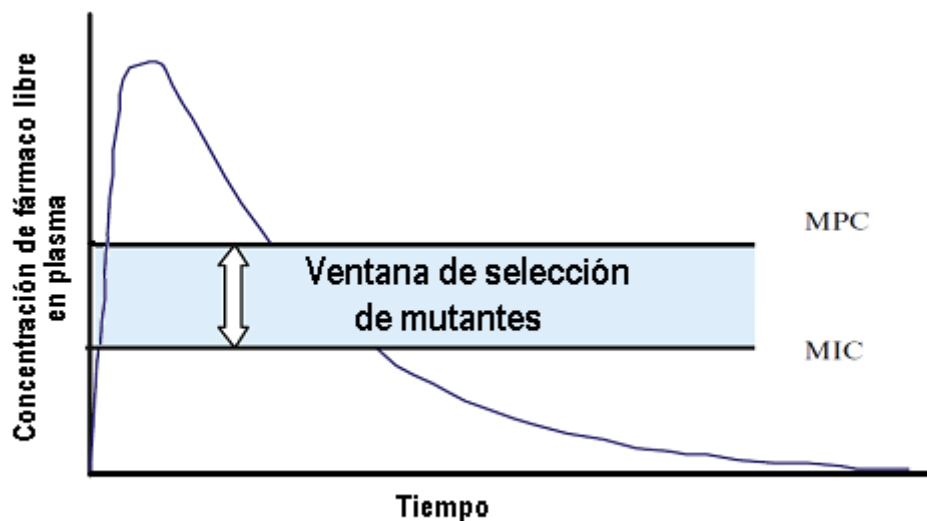 Concentración de fármaco libre
en plasma
MPC
Ventana de selección
de mutantes
MIC
Tiempo